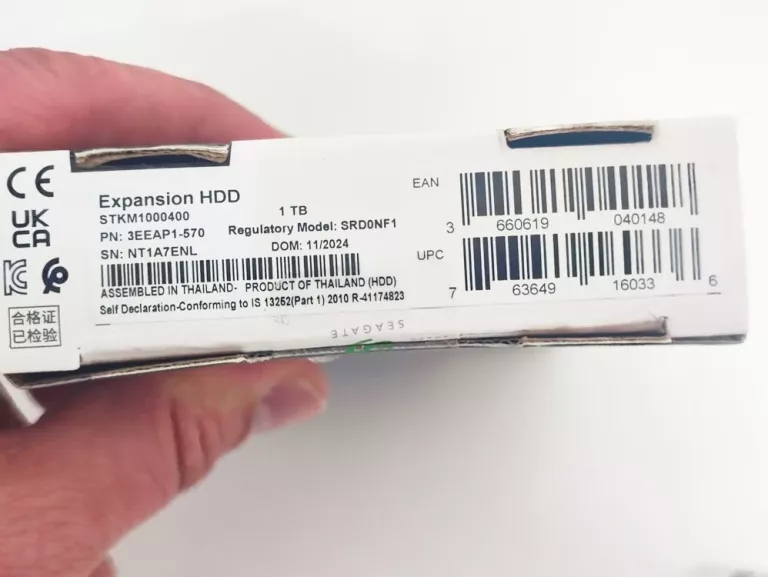 CE
UK
CA
合格证
已检验
Expansion HDD
STKM1000400
1 TB
PN: 3EEAP1-570
Regulatory Model: SRD0NF1
SN: NT1A7ENL
DOM: 11/2024
ASSEMBLED IN THAILAND- PRODUCT OF THAILAND (HDD)
Self Declaration-Conforming to IS 13252(Part 1) 2010 R-41174823
EAN
3 660619 040148
UPC
7 63649 16033 6
SEAGATE